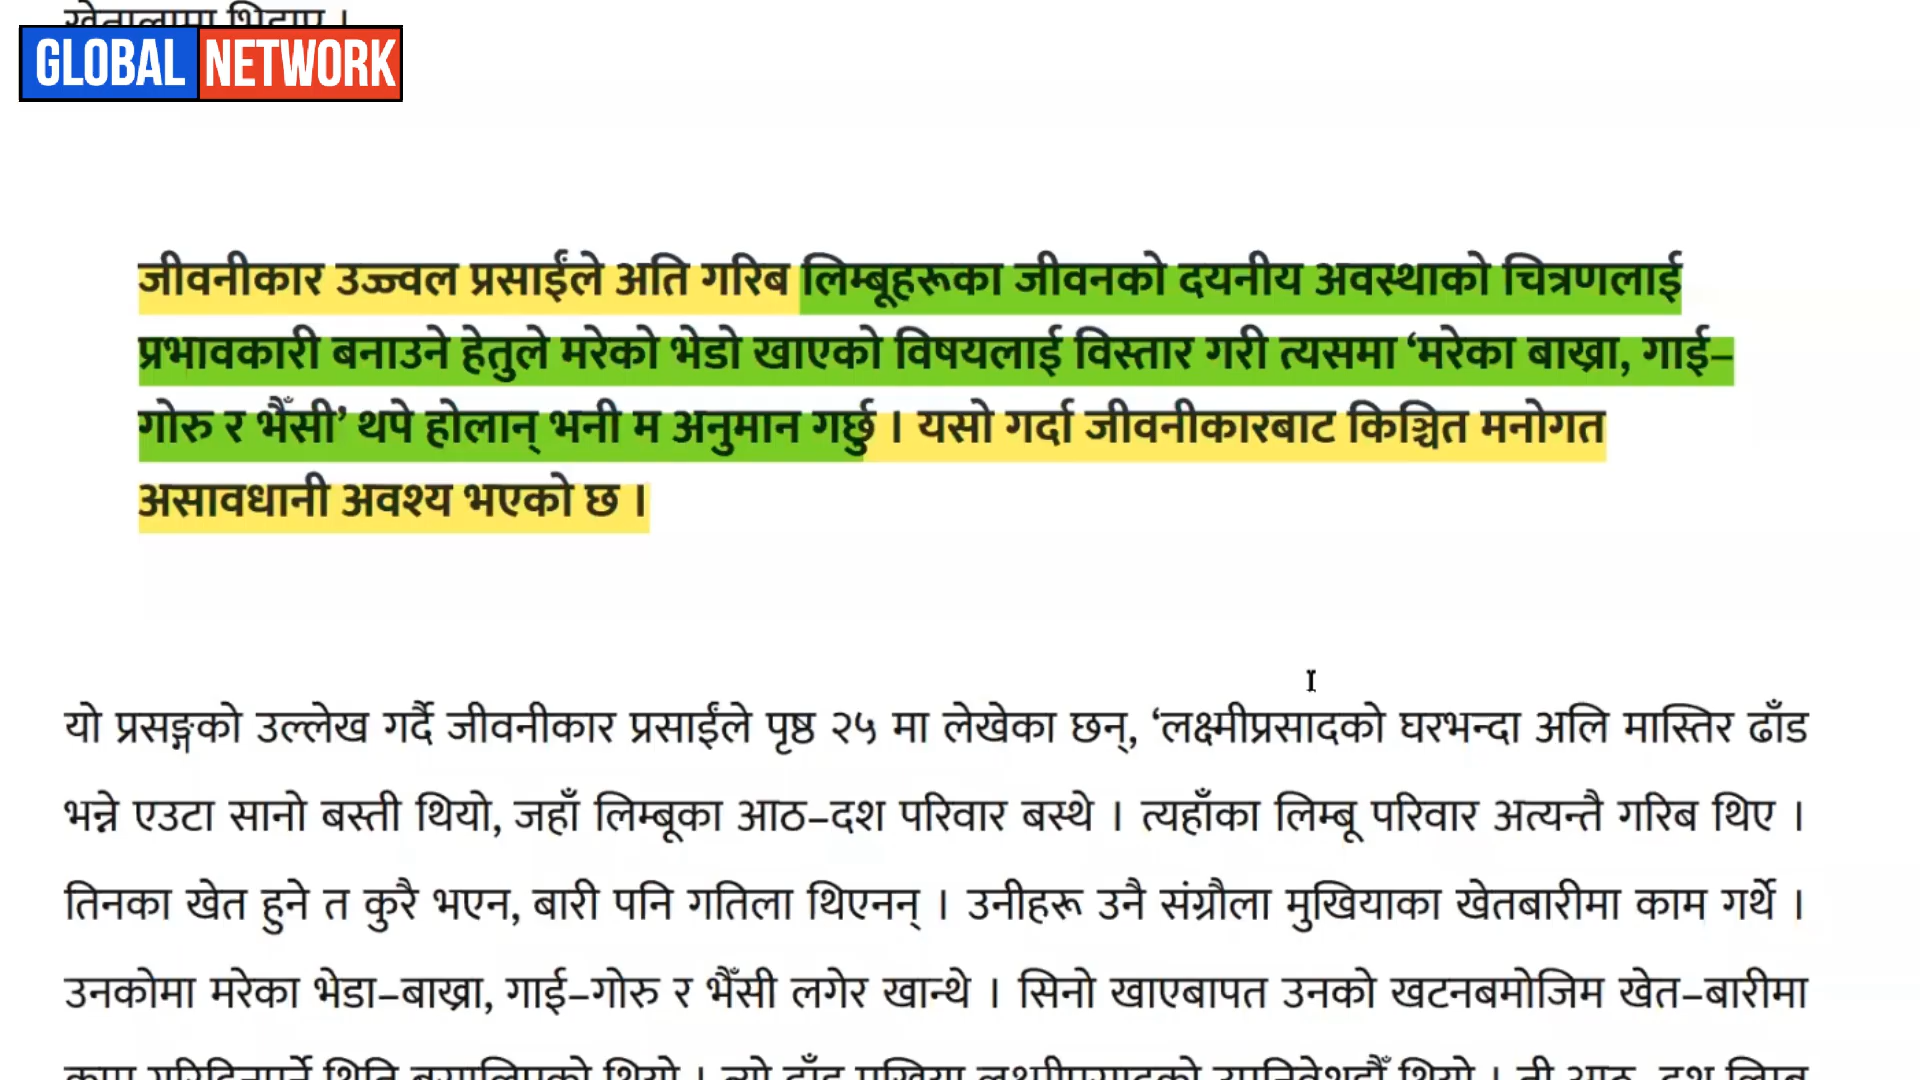 GLOBAL NETWORK
जीवनीकार उज्ज्वल प्रसाईंले अति गरिब लिम्बूहरूका जीवनको दयनीय अवस्थाको चित्रणलाई
प्रभावकारी बनाउने हेतुले मरेको भेडो खाएको विषयलाई विस्तार गरी त्यसमा ‘मरेका बाख्रा, गाई–
गोरु र भैँसी’ थपे होलान् भनी म अनुमान गर्छु । यसो गर्दा जीवनीकारबाट किञ्चित मनोगत
असावधानी अवश्य भएको छ ।
यो प्रसङ्गको उल्लेख गर्दै जीवनीकार प्रसाईंले पृष्ठ २५ मा लेखेका छन्, ‘लक्ष्मीप्रसादको घरभन्दा अलि मास्तिर ढाँड
भन्ने एउटा सानो बस्ती थियो, जहाँ लिम्बूका आठ–दश परिवार बस्थे । त्यहाँका लिम्बू परिवार अत्यन्तै गरिब थिए ।
तिनका खेत हुने त कुरै भएन, बारी पनि गतिला थिएनन् । उनीहरू उनै संग्रौला मुखियाका खेतबारीमा काम गर्थे ।
उनकोमा मरेका भेडा–बाख्रा, गाई–गोरु र भैँसी लगेर खान्थे । सिनो खाएबापत उनको खटनबमोजिम खेत–बारीमा